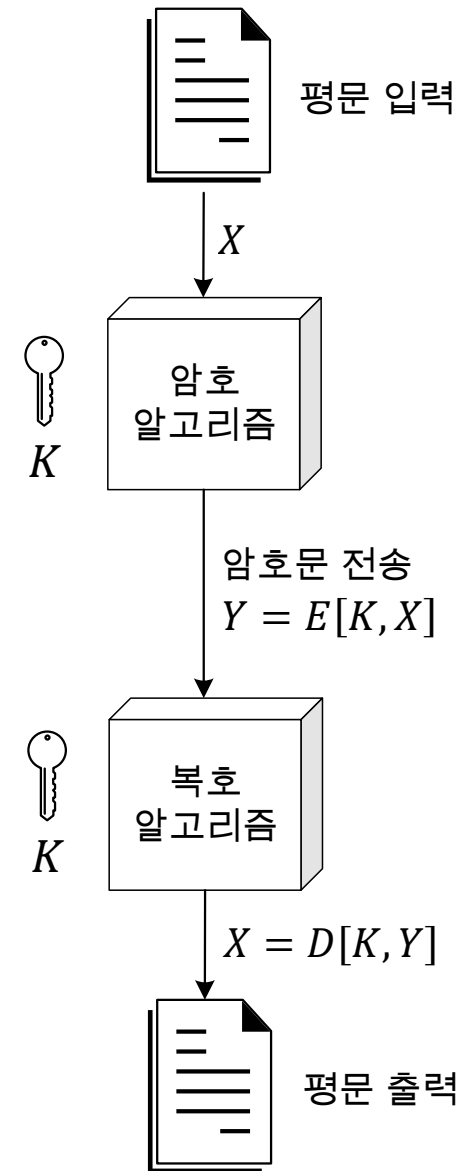 평문 입력
X
암호
알고리즘
K
암호문 전송
Y = E[K, X]
복호
알고리즘
K
X = D[K, Y]
평문 출력